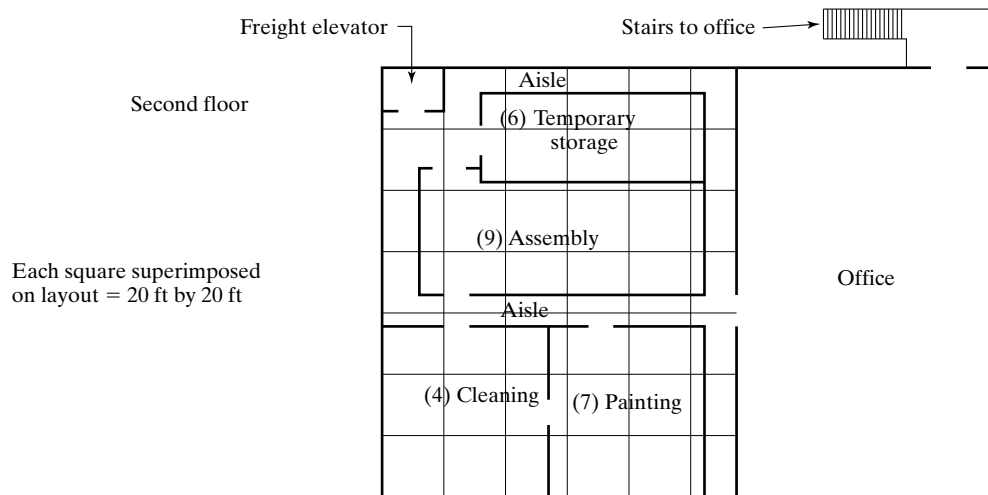 Freight elevator
Stairs to office
Aisle
Second floor
(6) Temporary
storage
(9) Assembly
Each square superimposed
on layout = 20 ft by 20 ft
Office
Aisle
(4) Cleaning
(7) Painting